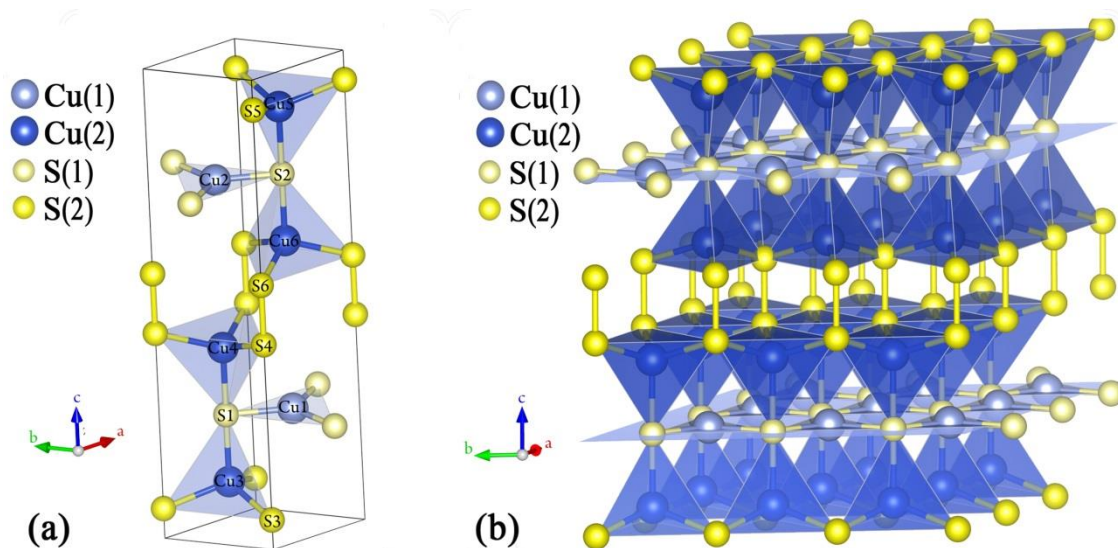 Cu(1)
Cu(2)
S(1)
S(2)
Cu5
S5
Cu2
S2
Cu6
S6
Cu4
S4
S1
Cu1
Cu3
S3
c
b
a
(a)
Cu(1)
Cu(2)
S(1)
S(2)
c
b
a
(b)